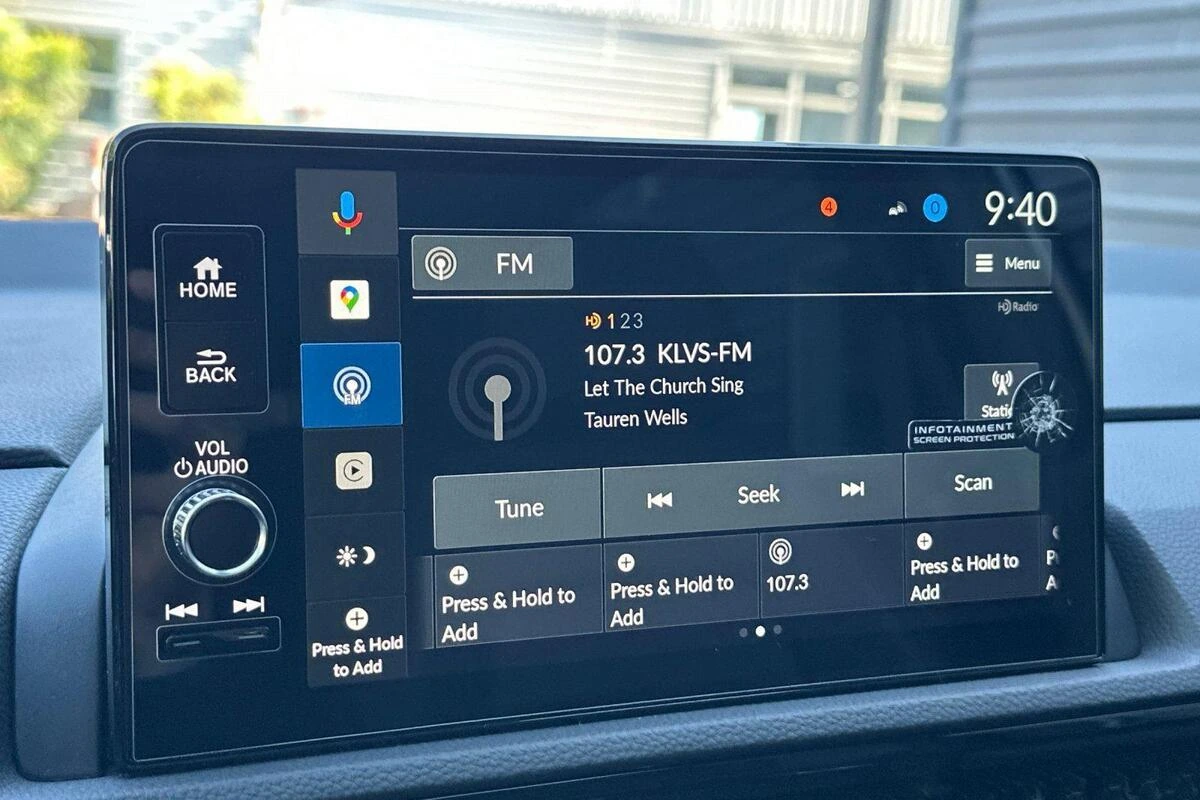 4
0
9:40
HOME
BACK
VOL
AUDIO
FM
Menu
HD Radio
HD 1 2 3
107.3 KLVS-FM
Let The Church Sing
Tauren Wells
FM
INFOTAINMENT
SCREEN PROTECTION
Tune
Seek
Scan
Press & Hold to
Add
Press & Hold to
Add
107.3
Press & Hold to
Add
Press & Hold
to Add